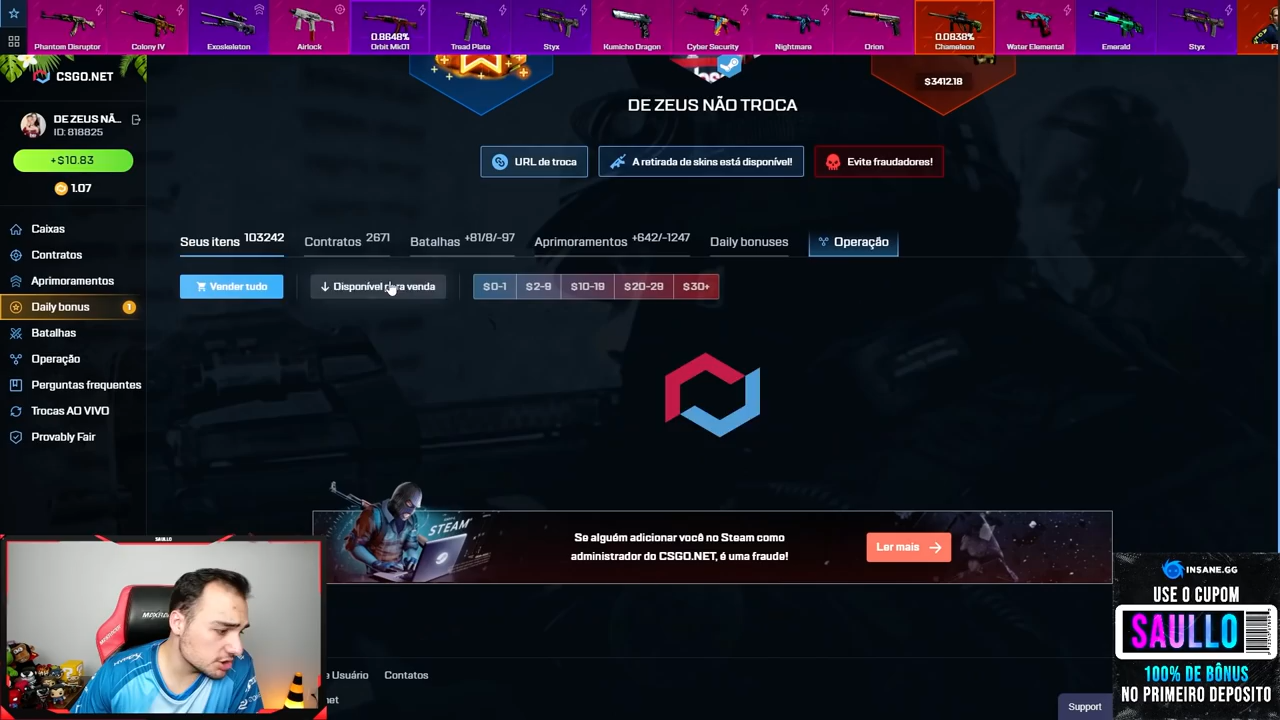 Phantom Disruptor
Colony IV
Exoskeleton
Airlock
0.8648%
Orbit Mk01
Tread Plate
Styx
Kumicho Dragon
Cyber Security
Nightmare
Orion
0.0838%
Chameleon
Water Elemental
Emerald
Styx
CSGO.NET
$3412.18
DE ZEUS NÃO TROCA
DE ZEUS NÃ...
ID: 818825
+$10.83
1.07
URL de troca
A retirada de skins está disponível!
Evite fraudadores!
Caixas
Contratos
Aprimoramentos
Daily bonus 1
Batalhas
Operação
Perguntas frequentes
Trocas AO VIVO
Provably Fair
Seus itens 103242
Contratos 2671
Batalhas +81/8/-97
Aprimoramentos +642/-1247
Daily bonuses
Operação
Vender tudo
Disponível para venda
$0-1
$2-9
$10-19
$20-29
$30+
STEAM
Se alguém adicionar você no Steam como
administrador do CSGO.NET, é uma fraude!
Ler mais
SAULLO
Usuário
Contatos
Support
INSANE.GG
USE O CUPOM
SAULLO
100% DE BÔNUS
NO PRIMEIRO DEPOSITO